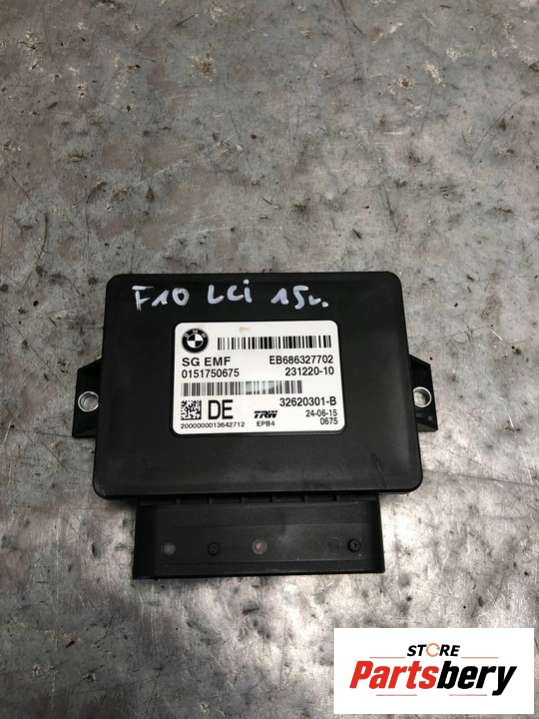 F10 LCi 15r.
BMW
SG EMF EB686327702
0151750675 231220-10
DE 32620301-B
TRW 24-06-15
2000000013642712 EPB4 0675
STORE
Partsbery